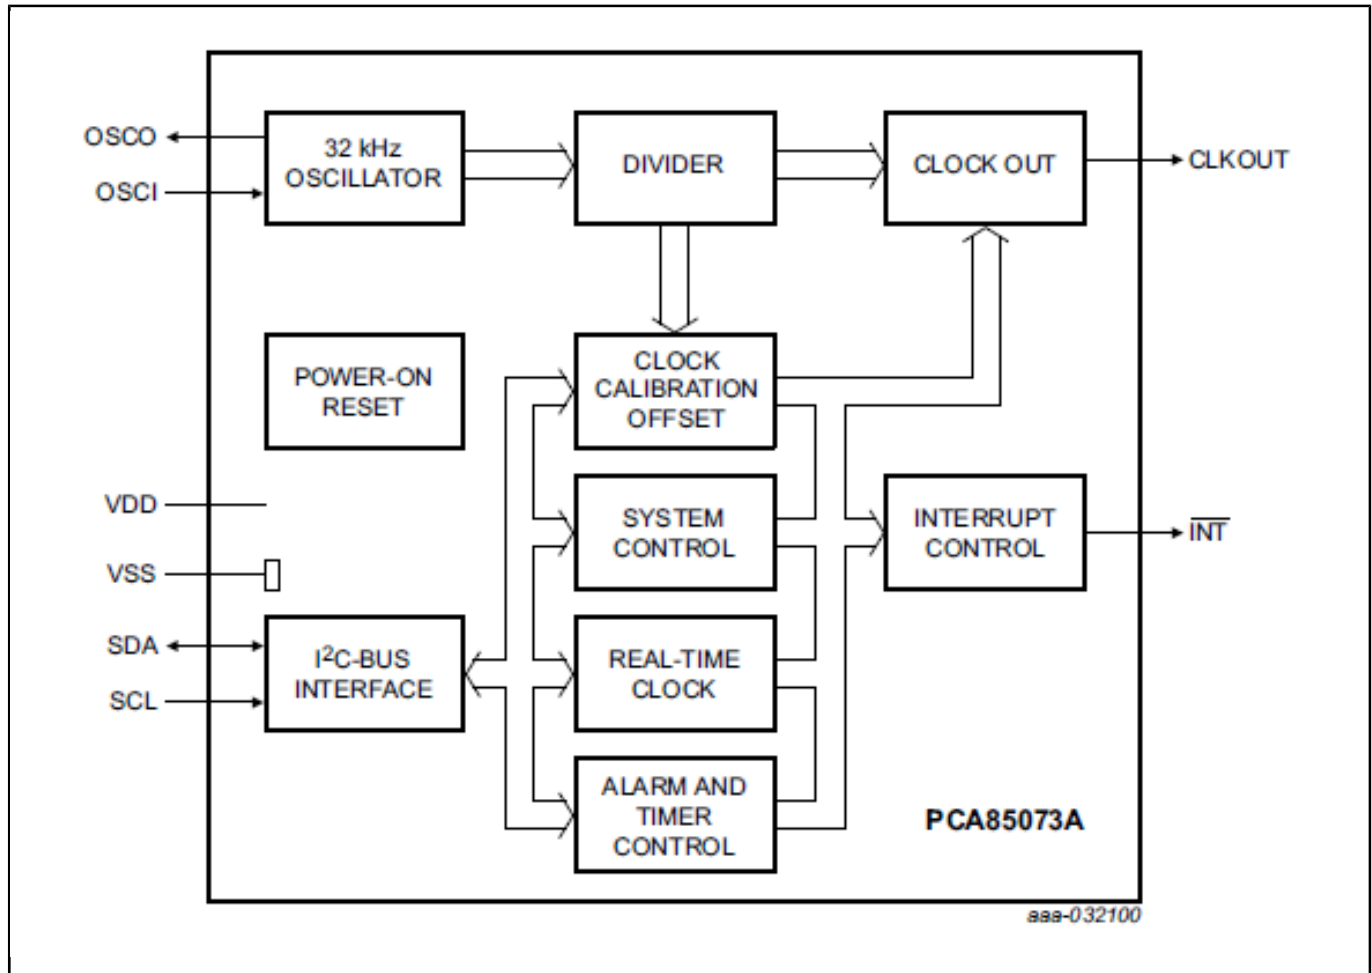 OSCO
OSCI
32 kHz
OSCILLATOR
DIVIDER
CLOCK OUT
CLKOUT
POWER-ON
RESET
CLOCK
CALIBRATION
OFFSET
VDD
VSS
SYSTEM
CONTROL
INTERRUPT
CONTROL
INT
SDA
SCL
I²C-BUS
INTERFACE
REAL-TIME
CLOCK
ALARM AND
TIMER
CONTROL
PCA85073A
aaa-032100